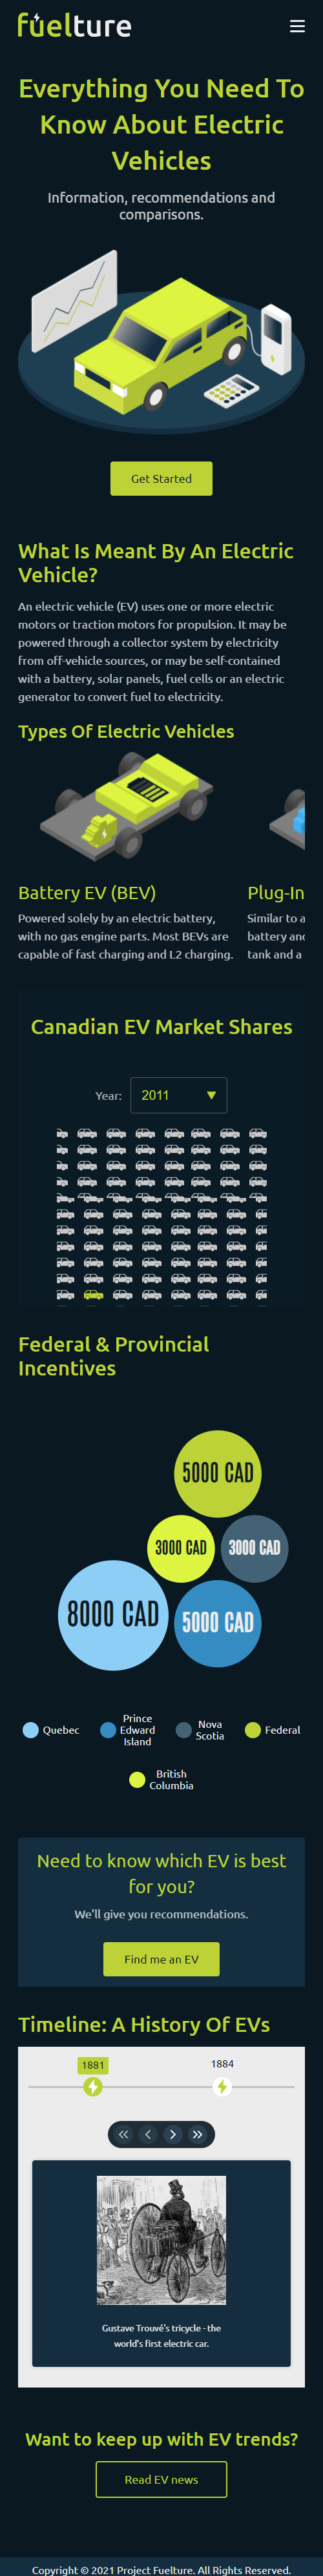 fuelture
Everything You Need To
Know About Electric
Vehicles
Information, recommendations and
comparisons.
Get Started
What Is Meant By An Electric
Vehicle?
An electric vehicle (EV) uses one or more electric
motors or traction motors for propulsion. It may be
powered through a collector system by electricity
from off-vehicle sources, or may be self-contained
with a battery, solar panels, fuel cells or an electric
generator to convert fuel to electricity.
Types Of Electric Vehicles
Battery EV (BEV)
Powered solely by an electric battery,
with no gas engine parts. Most BEVs are
capable of fast charging and L2 charging.
Plug-In
Similar to a
battery and
tank and a
Canadian EV Market Shares
Year: 2011
Federal & Provincial
Incentives
5000 CAD
3000 CAD 3000 CAD
8000 CAD 5000 CAD
Quebec
Prince
Edward
Island
Nova
Scotia
Federal
British
Columbia
Need to know which EV is best
for you?
We'll give you recommendations.
Find me an EV
Timeline: A History Of EVs
1881 1884
Gustave Trouvé's tricycle - the
world's first electric car.
Want to keep up with EV trends?
Read EV news
Copyright © 2021 Project Fuelture. All Rights Reserved.